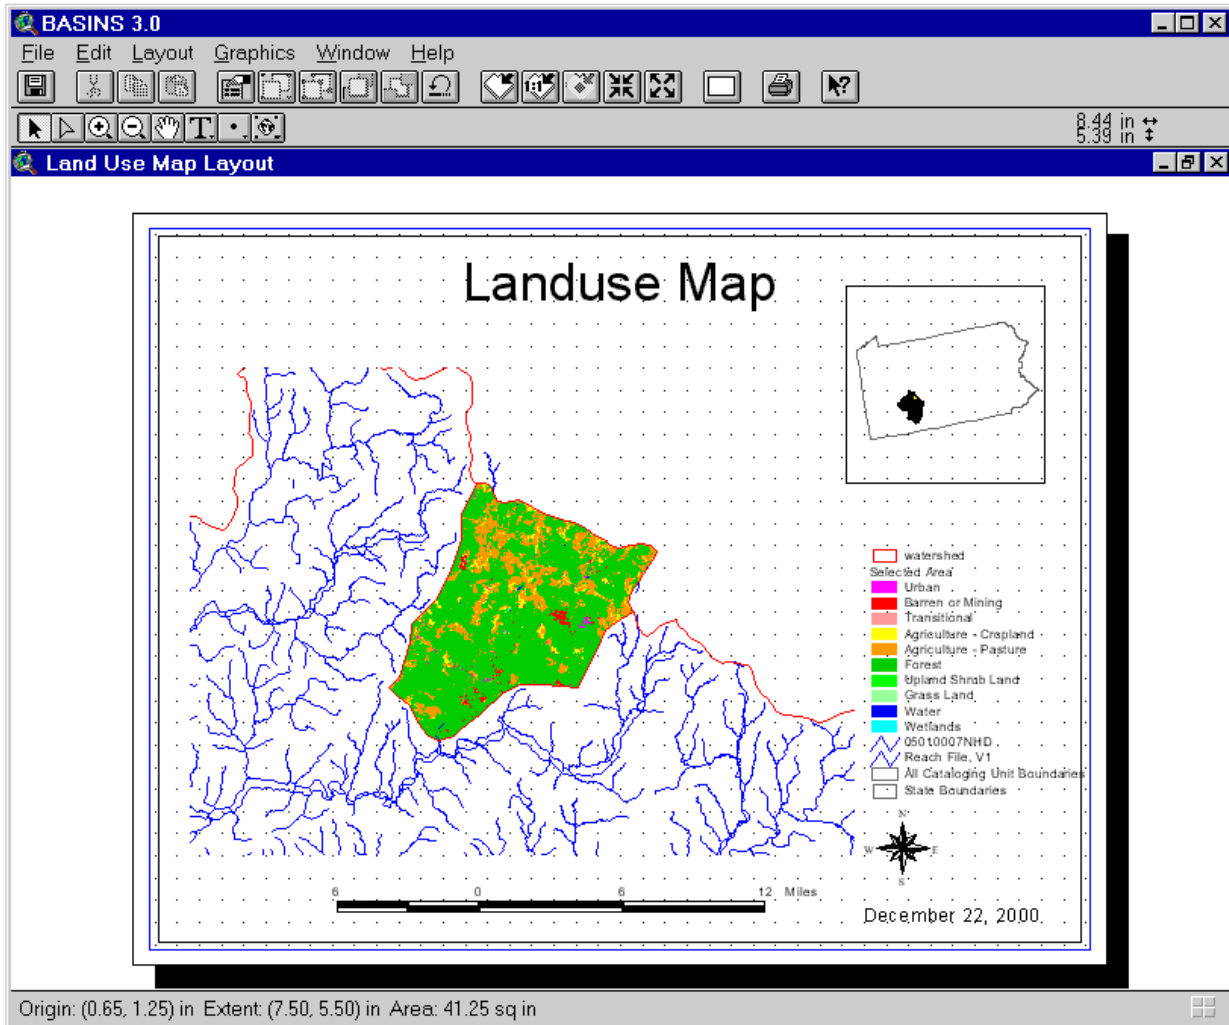 BASINS 3.0
File Edit Layout Graphics Window Help
1:1
?
T
8.44 in
5.39 in
Land Use Map Layout
Landuse Map
watershed
Selected Area
Urban
Barren or Mining
Transitional
Agriculture - Cropland
Agriculture - Pasture
Forest
Upland Shrub Land
Grass Land
Water
Wetlands
05010007NHD
Reach File, V1
All Cataloging Unit Boundaries
State Boundaries
N
W E
S
6 0 6 12 Miles
December 22, 2000
Origin: (0.65, 1.25) in Extent: (7.50, 5.50) in Area: 41.25 sq in